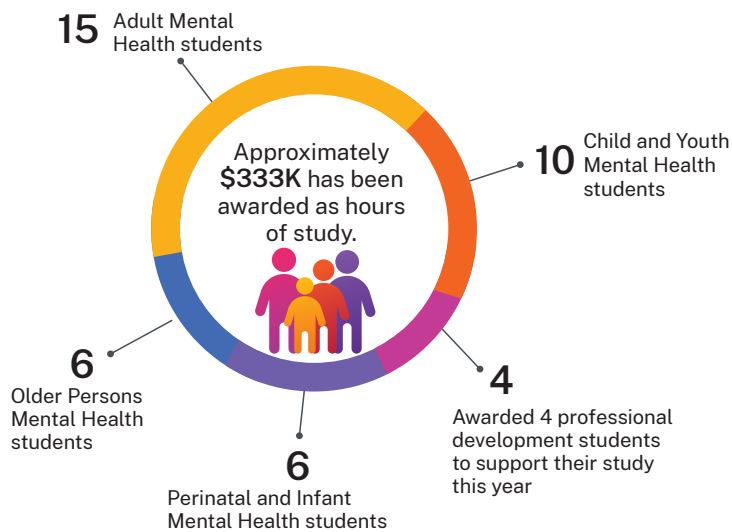 15 Adult Mental
Health students
Approximately
$333K has been
awarded as hours
of study.
10 Child and Youth
Mental Health
students
6
Older Persons
Mental Health
students
4
Awarded 4 professional
development students
to support their study
this year
6
Perinatal and Infant
Mental Health students